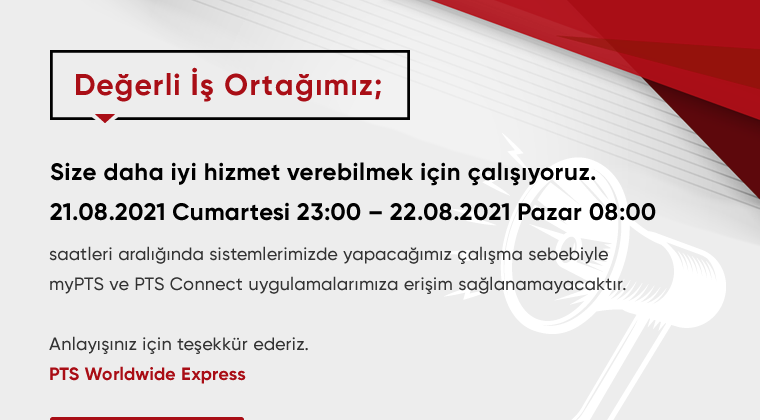 Değerli İş Ortağımız;
Size daha iyi hizmet verebilmek için çalışıyoruz.
21.08.2021 Cumartesi 23:00 – 22.08.2021 Pazar 08:00
saatleri aralığında sistemlerimizde yapacağımız çalışma sebebiyle
myPTS ve PTS Connect uygulamalarımıza erişim sağlanamayacaktır.
Anlayışınız için teşekkür ederiz.
PTS Worldwide Express